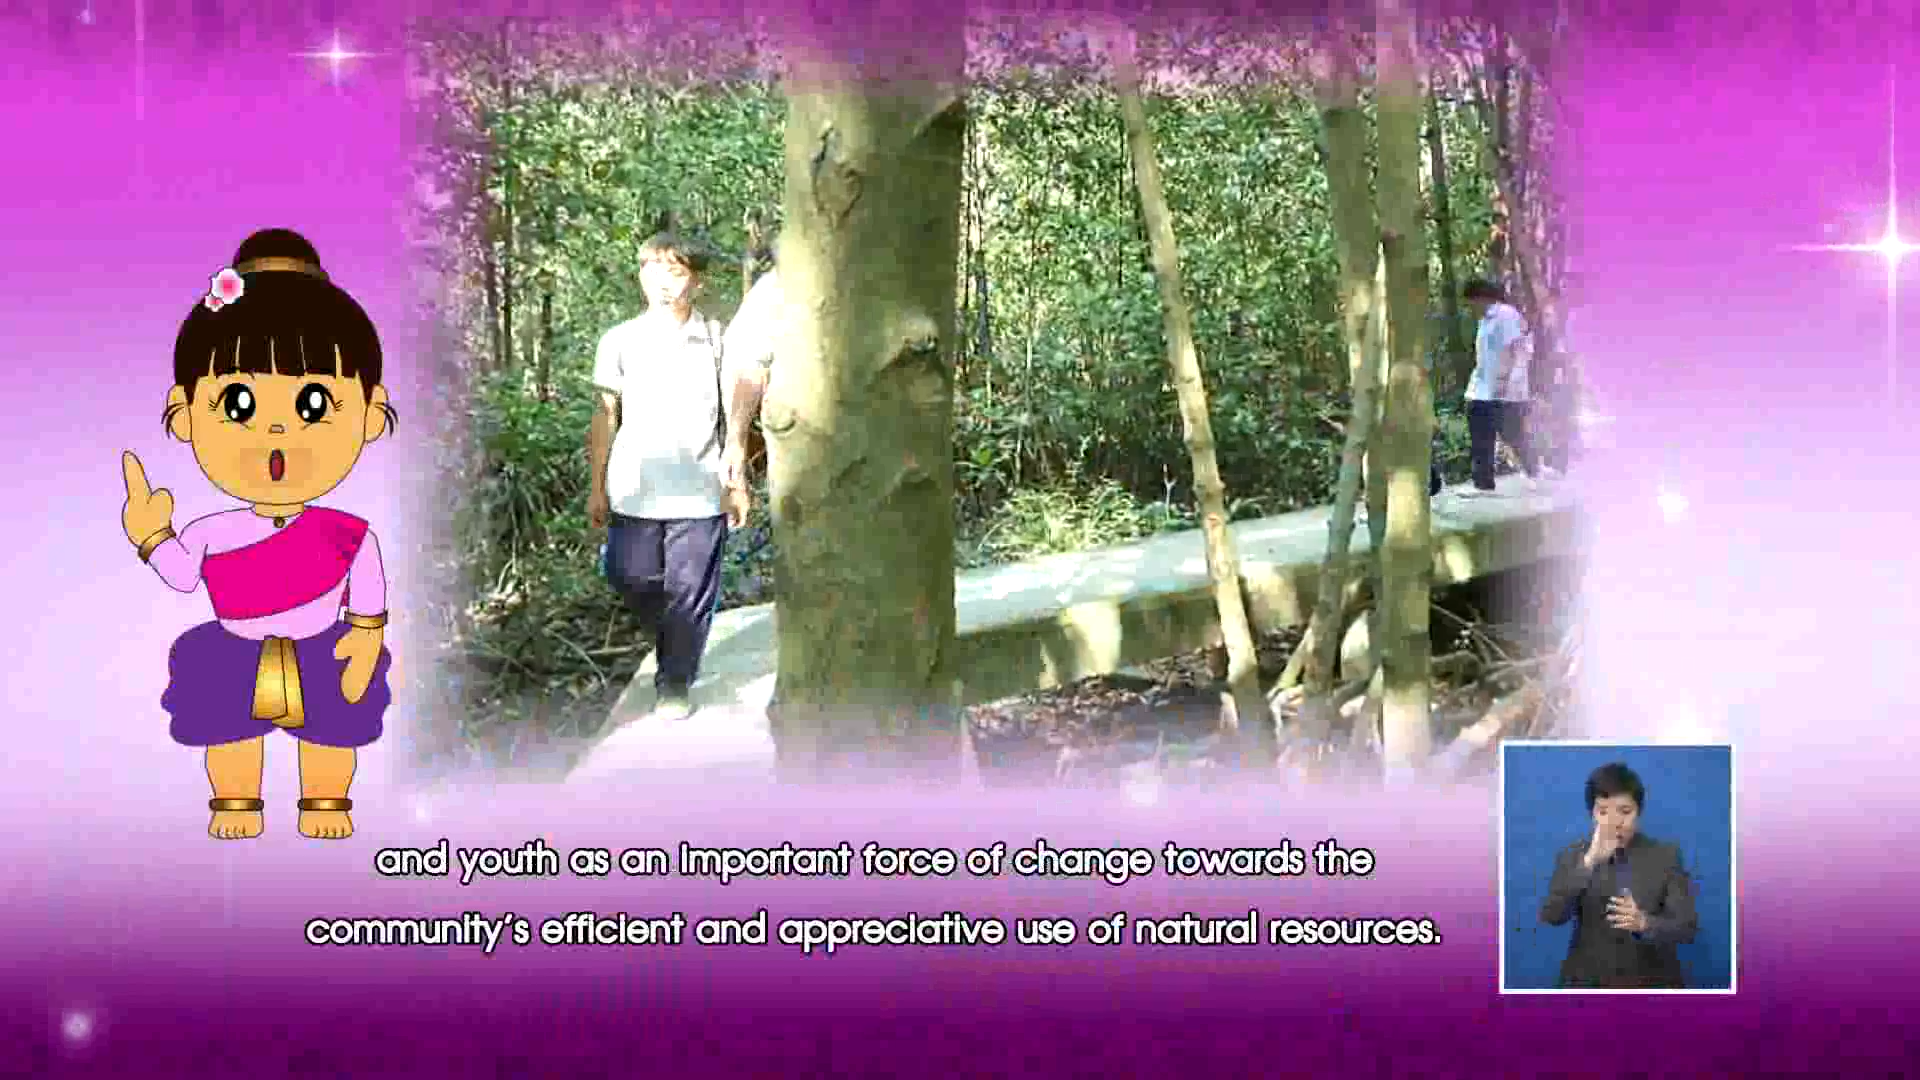 and youth as an important force of change towards the
community's efficient and appreciative use of natural resources.